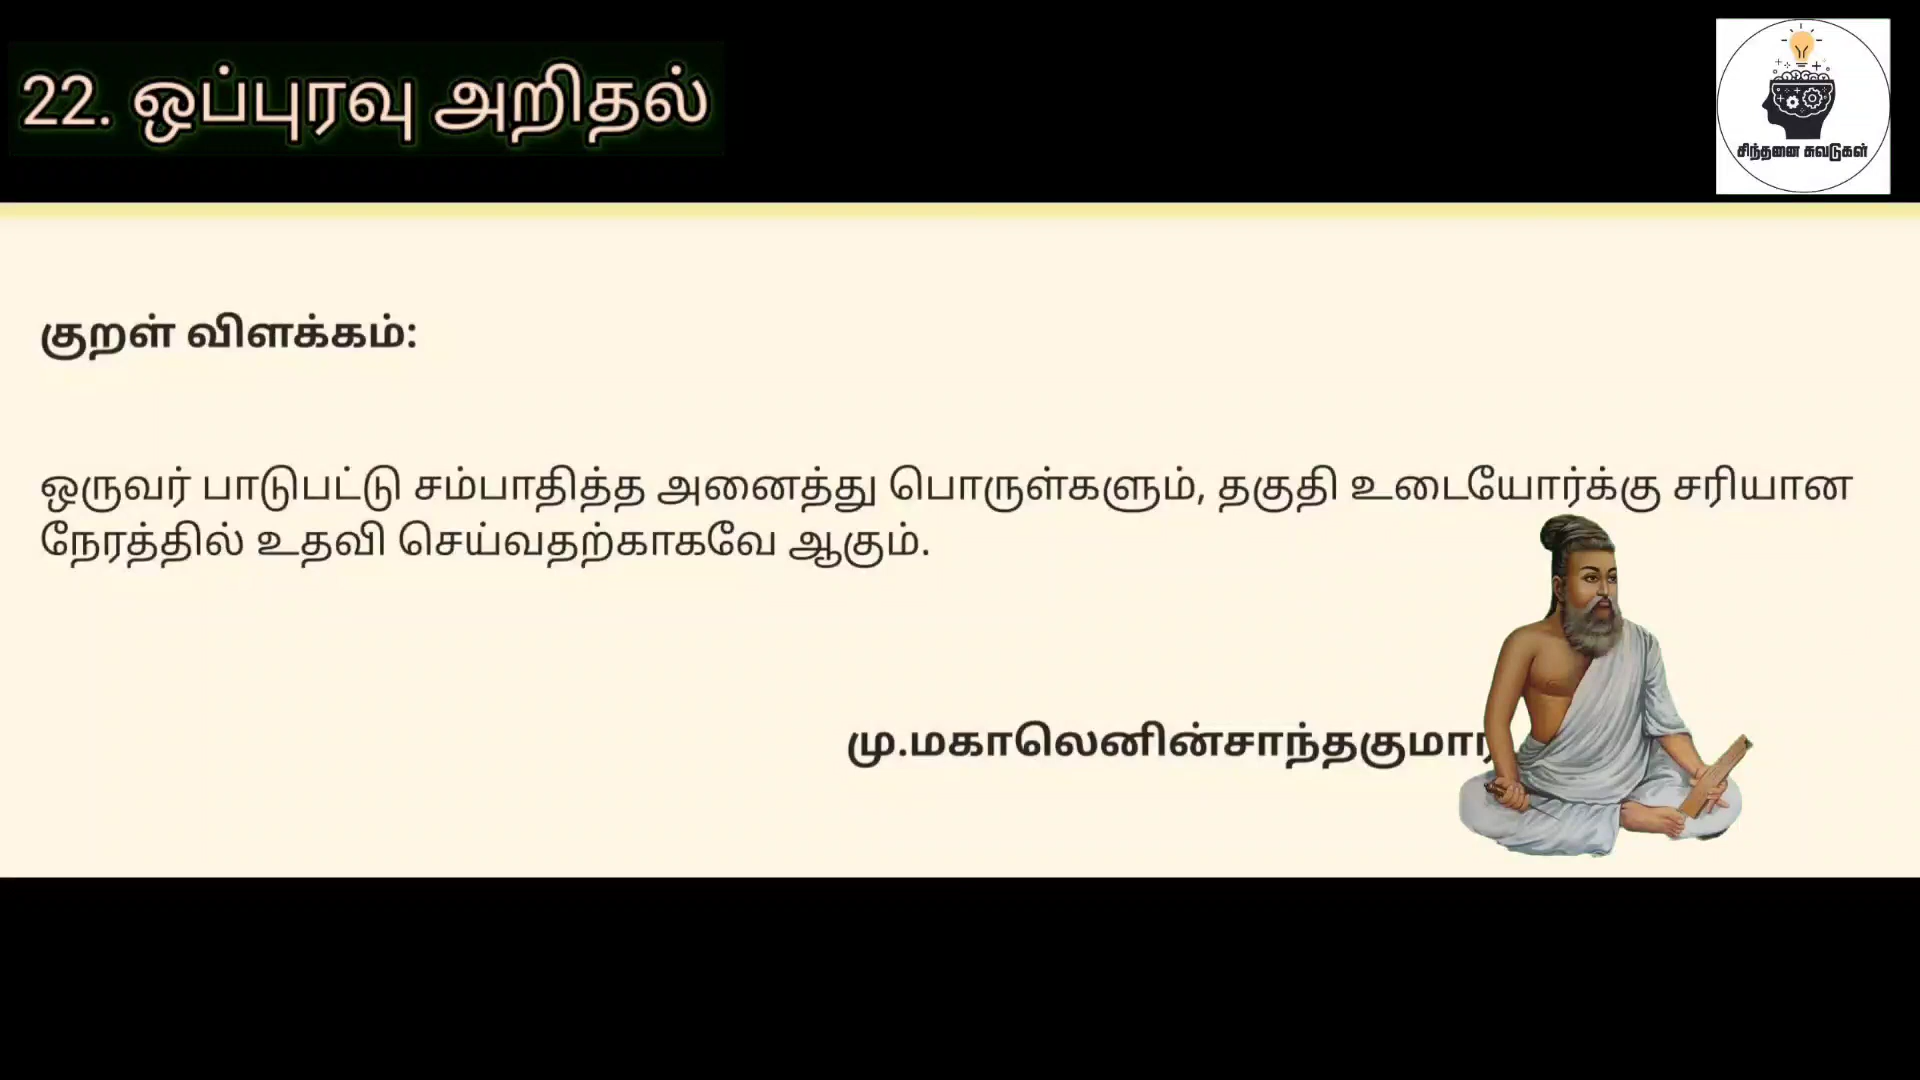 22. ஒப்புரவு அறிதல்
சிந்தனை சுவடுகள்
குறள் விளக்கம்:
ஒருவர் பாடுபட்டு சம்பாதித்த அனைத்து பொருள்களும், தகுதி உடையோர்க்கு சரியான
நேரத்தில் உதவி செய்வதற்காகவே ஆகும்.
மு.மகாலெனின்சாந்தகுமார்